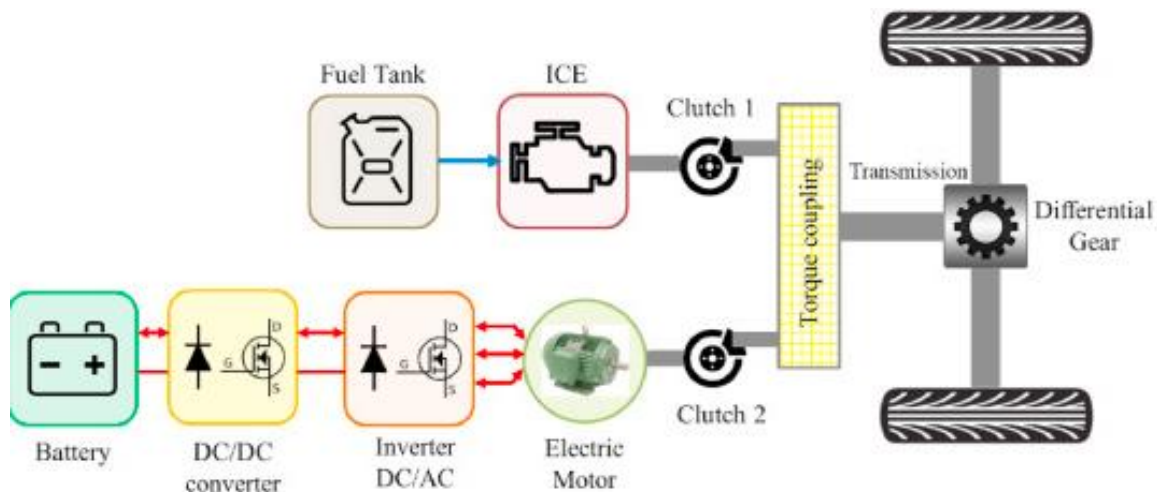 Fuel Tank
ICE
Clutch 1
Torque coupling
Transmission
Differential
Gear
D
G
S
D
G
S
Clutch 2
Battery
DC/DC
converter
Inverter
DC/AC
Electric
Motor